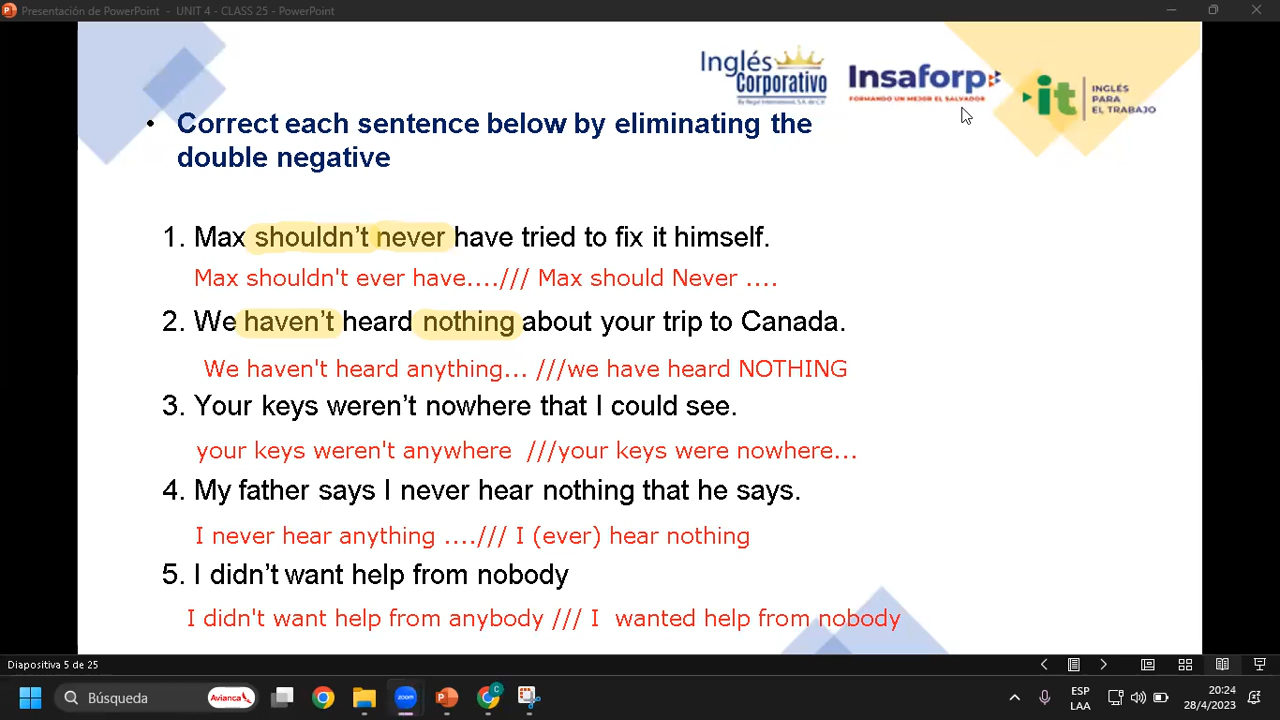 Presentación de PowerPoint - UNIT 4 - CLASS 25 - PowerPoint
Inglés
Corporativo
By Regal International, S.A. de C.V.
Insaforp
FORMANDO UN MEJOR EL SALVADOR
it
INGLÉS
PARA
EL TRABAJO
• Correct each sentence below by eliminating the
double negative
1. Max shouldn't never have tried to fix it himself.
Max shouldn't ever have..../// Max should Never ....
2. We haven't heard nothing about your trip to Canada.
We haven't heard anything... ///we have heard NOTHING
3. Your keys weren't nowhere that I could see.
your keys weren't anywhere ///your keys were nowhere...
4. My father says I never hear nothing that he says.
I never hear anything ..../// I (ever) hear nothing
5. I didn't want help from nobody
I didn't want help from anybody /// I wanted help from nobody
Diapositiva 5 de 25
Búsqueda
Avianca
ESP
LAA
20:24
28/4/2023